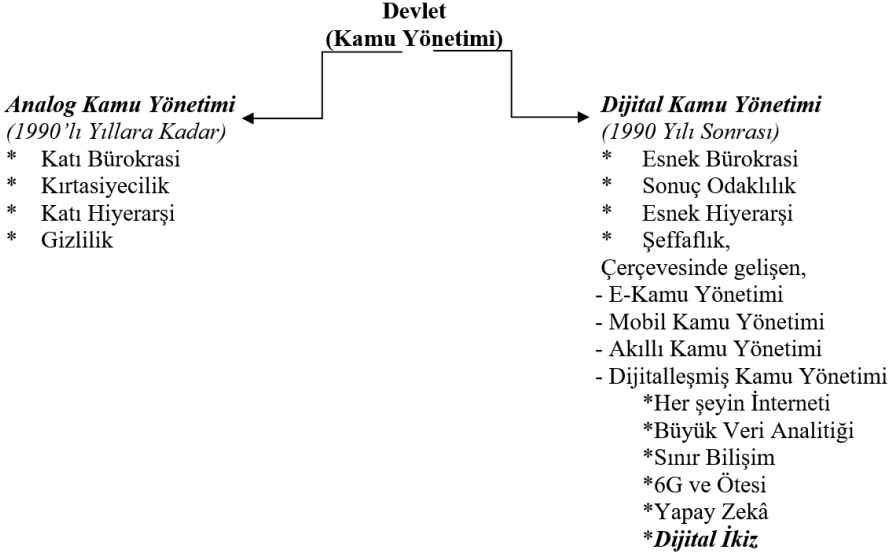 Devlet
(Kamu Yönetimi)
Analog Kamu Yönetimi
(1990’lı Yıllara Kadar)
* Katı Bürokrasi
* Kırtasiyecilik
* Katı Hiyerarşi
* Gizlilik
Dijital Kamu Yönetimi
(1990 Yılı Sonrası)
* Esnek Bürokrasi
* Sonuç Odaklılık
* Esnek Hiyerarşi
* Şeffaflık,
Çerçevesinde gelişen,
- E-Kamu Yönetimi
- Mobil Kamu Yönetimi
- Akıllı Kamu Yönetimi
- Dijitalleşmiş Kamu Yönetimi
*Her şeyin İnterneti
*Büyük Veri Analitiği
*Sınır Bilişim
*6G ve Ötesi
*Yapay Zekâ
*Dijital İkiz